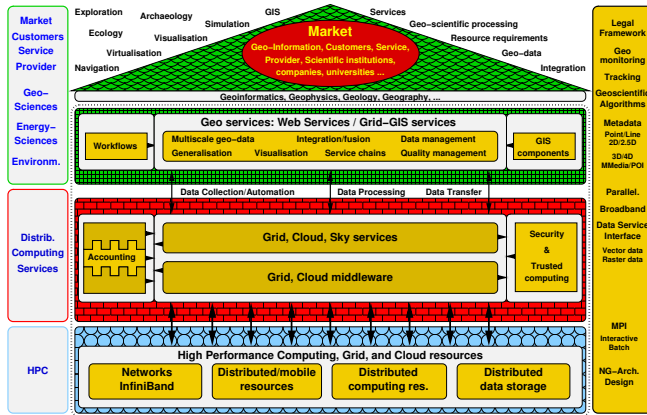 Market
Customers
Service
Provider
Geo-
Sciences
Energy-
Sciences
Environm.
Distrib.
Computing
Services
HPC
Exploration
Archaeology
GIS
Services
Simulation
Geo-scientific processing
Ecology
Visualisation
Resource requirements
Virtualisation
Geo-data
Navigation
Integration
Market
Geo-Information, Customers, Service,
Provider, Scientific institutions,
companies, universities ...
Geoinformatics, Geophysics, Geology, Geography, ...
Geo services: Web Services / Grid-GIS services
Workflows
Multiscale geo-data Integration/fusion Data management
Generalisation Visualisation Service chains Quality management
GIS
components
Data Collection/Automation Data Processing Data Transfer
Accounting
Grid, Cloud, Sky services
Grid, Cloud middleware
Security
&
Trusted
computing
High Performance Computing, Grid, and Cloud resources
Networks
InfiniBand
Distributed/mobile
resources
Distributed
computing res.
Distributed
data storage
Legal
Framework
Geo
monitoring
Tracking
Geoscientific
Algorithms
Metadata
Point/Line
2D/2.5D
3D/4D
MMedia/POI
Parallel.
Broadband
Data Service
Interface
Vector data
Raster data
MPI
Interactive
Batch
NG-Arch.
Design